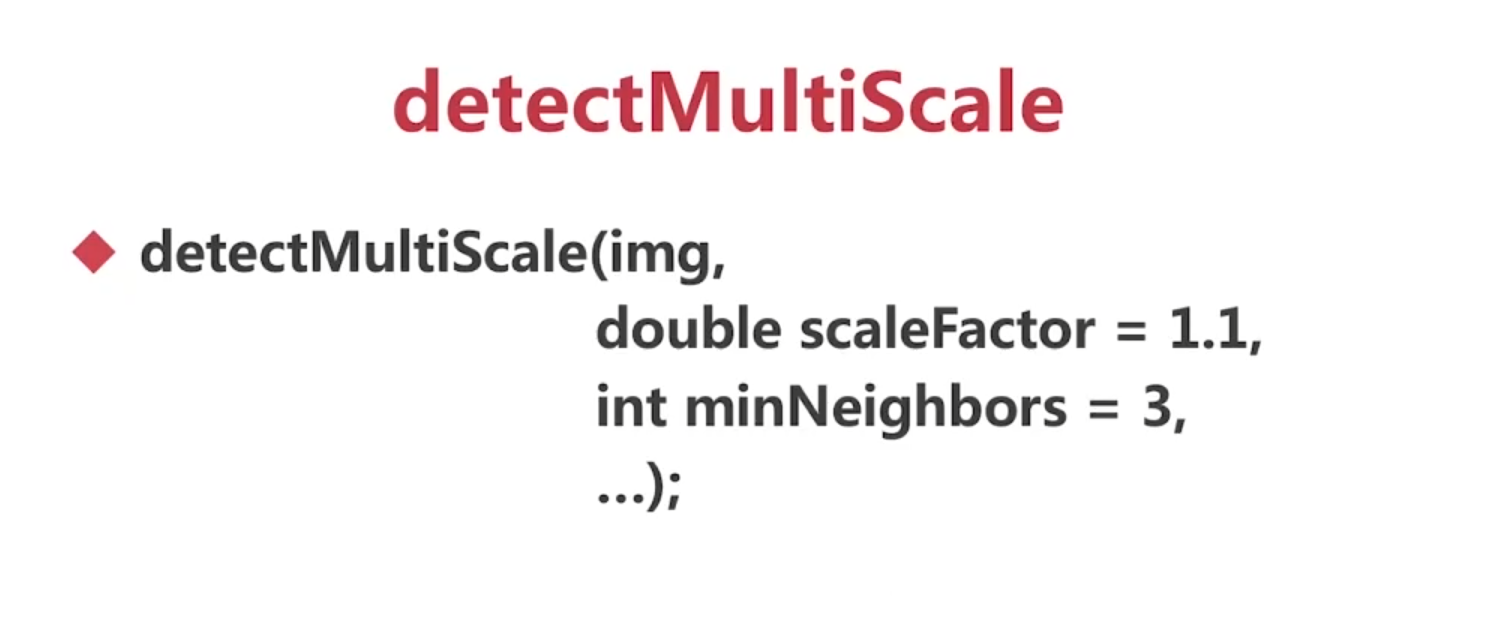 detectMultiScale
detectMultiScale(img,
double scaleFactor = 1.1,
int minNeighbors = 3,
...);